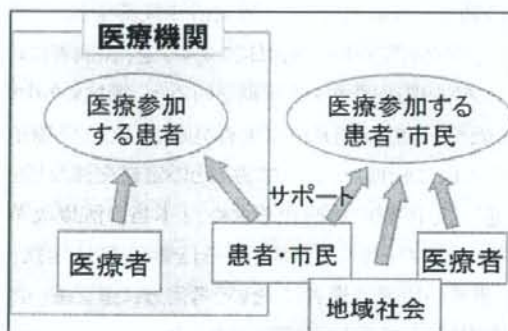 医療機関
医療参加
する患者
医療参加する
患者・市民
サポート
医療者
患者・市民
医療者
地域社会